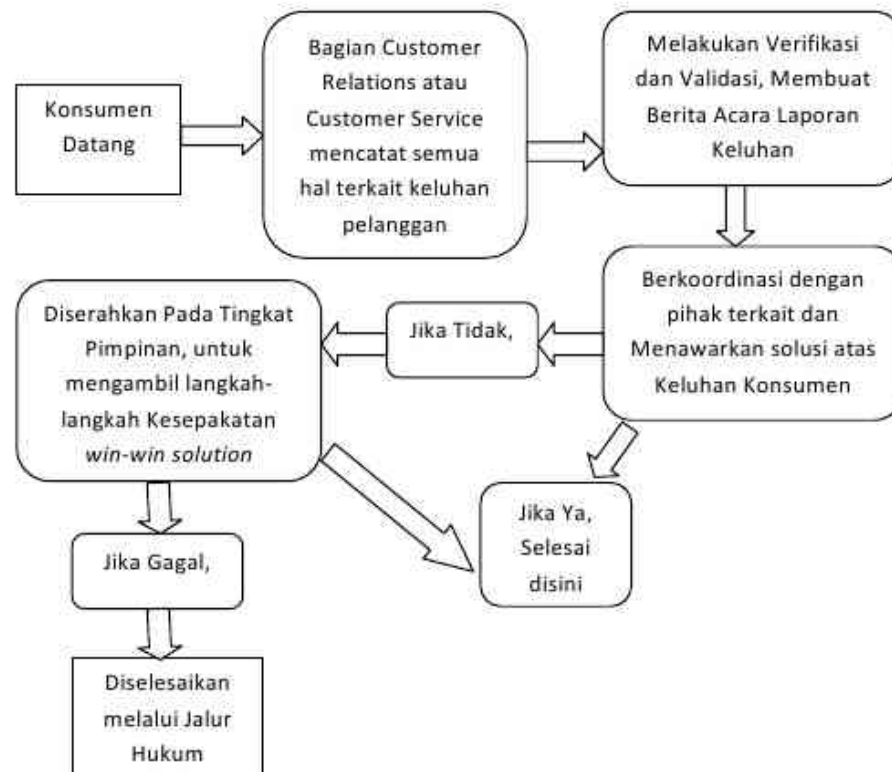 Konsumen
Datang
Bagian Customer
Relations atau
Customer Service
mencatat semua
hal terkait keluhan
pelanggan
Melakukan Verifikasi
dan Validasi, Membuat
Berita Acara Laporan
Keluhan
Berkoordinasi dengan
pihak terkait dan
Menawarkan solusi atas
Keluhan Konsumen
Jika Tidak,
Diserahkan Pada Tingkat
Pimpinan, untuk
mengambil langkah-
langkah Kesepakatan
win-win solution
Jika Ya,
Selesai
disini
Jika Gagal,
Diselesaikan
melalui Jalur
Hukum